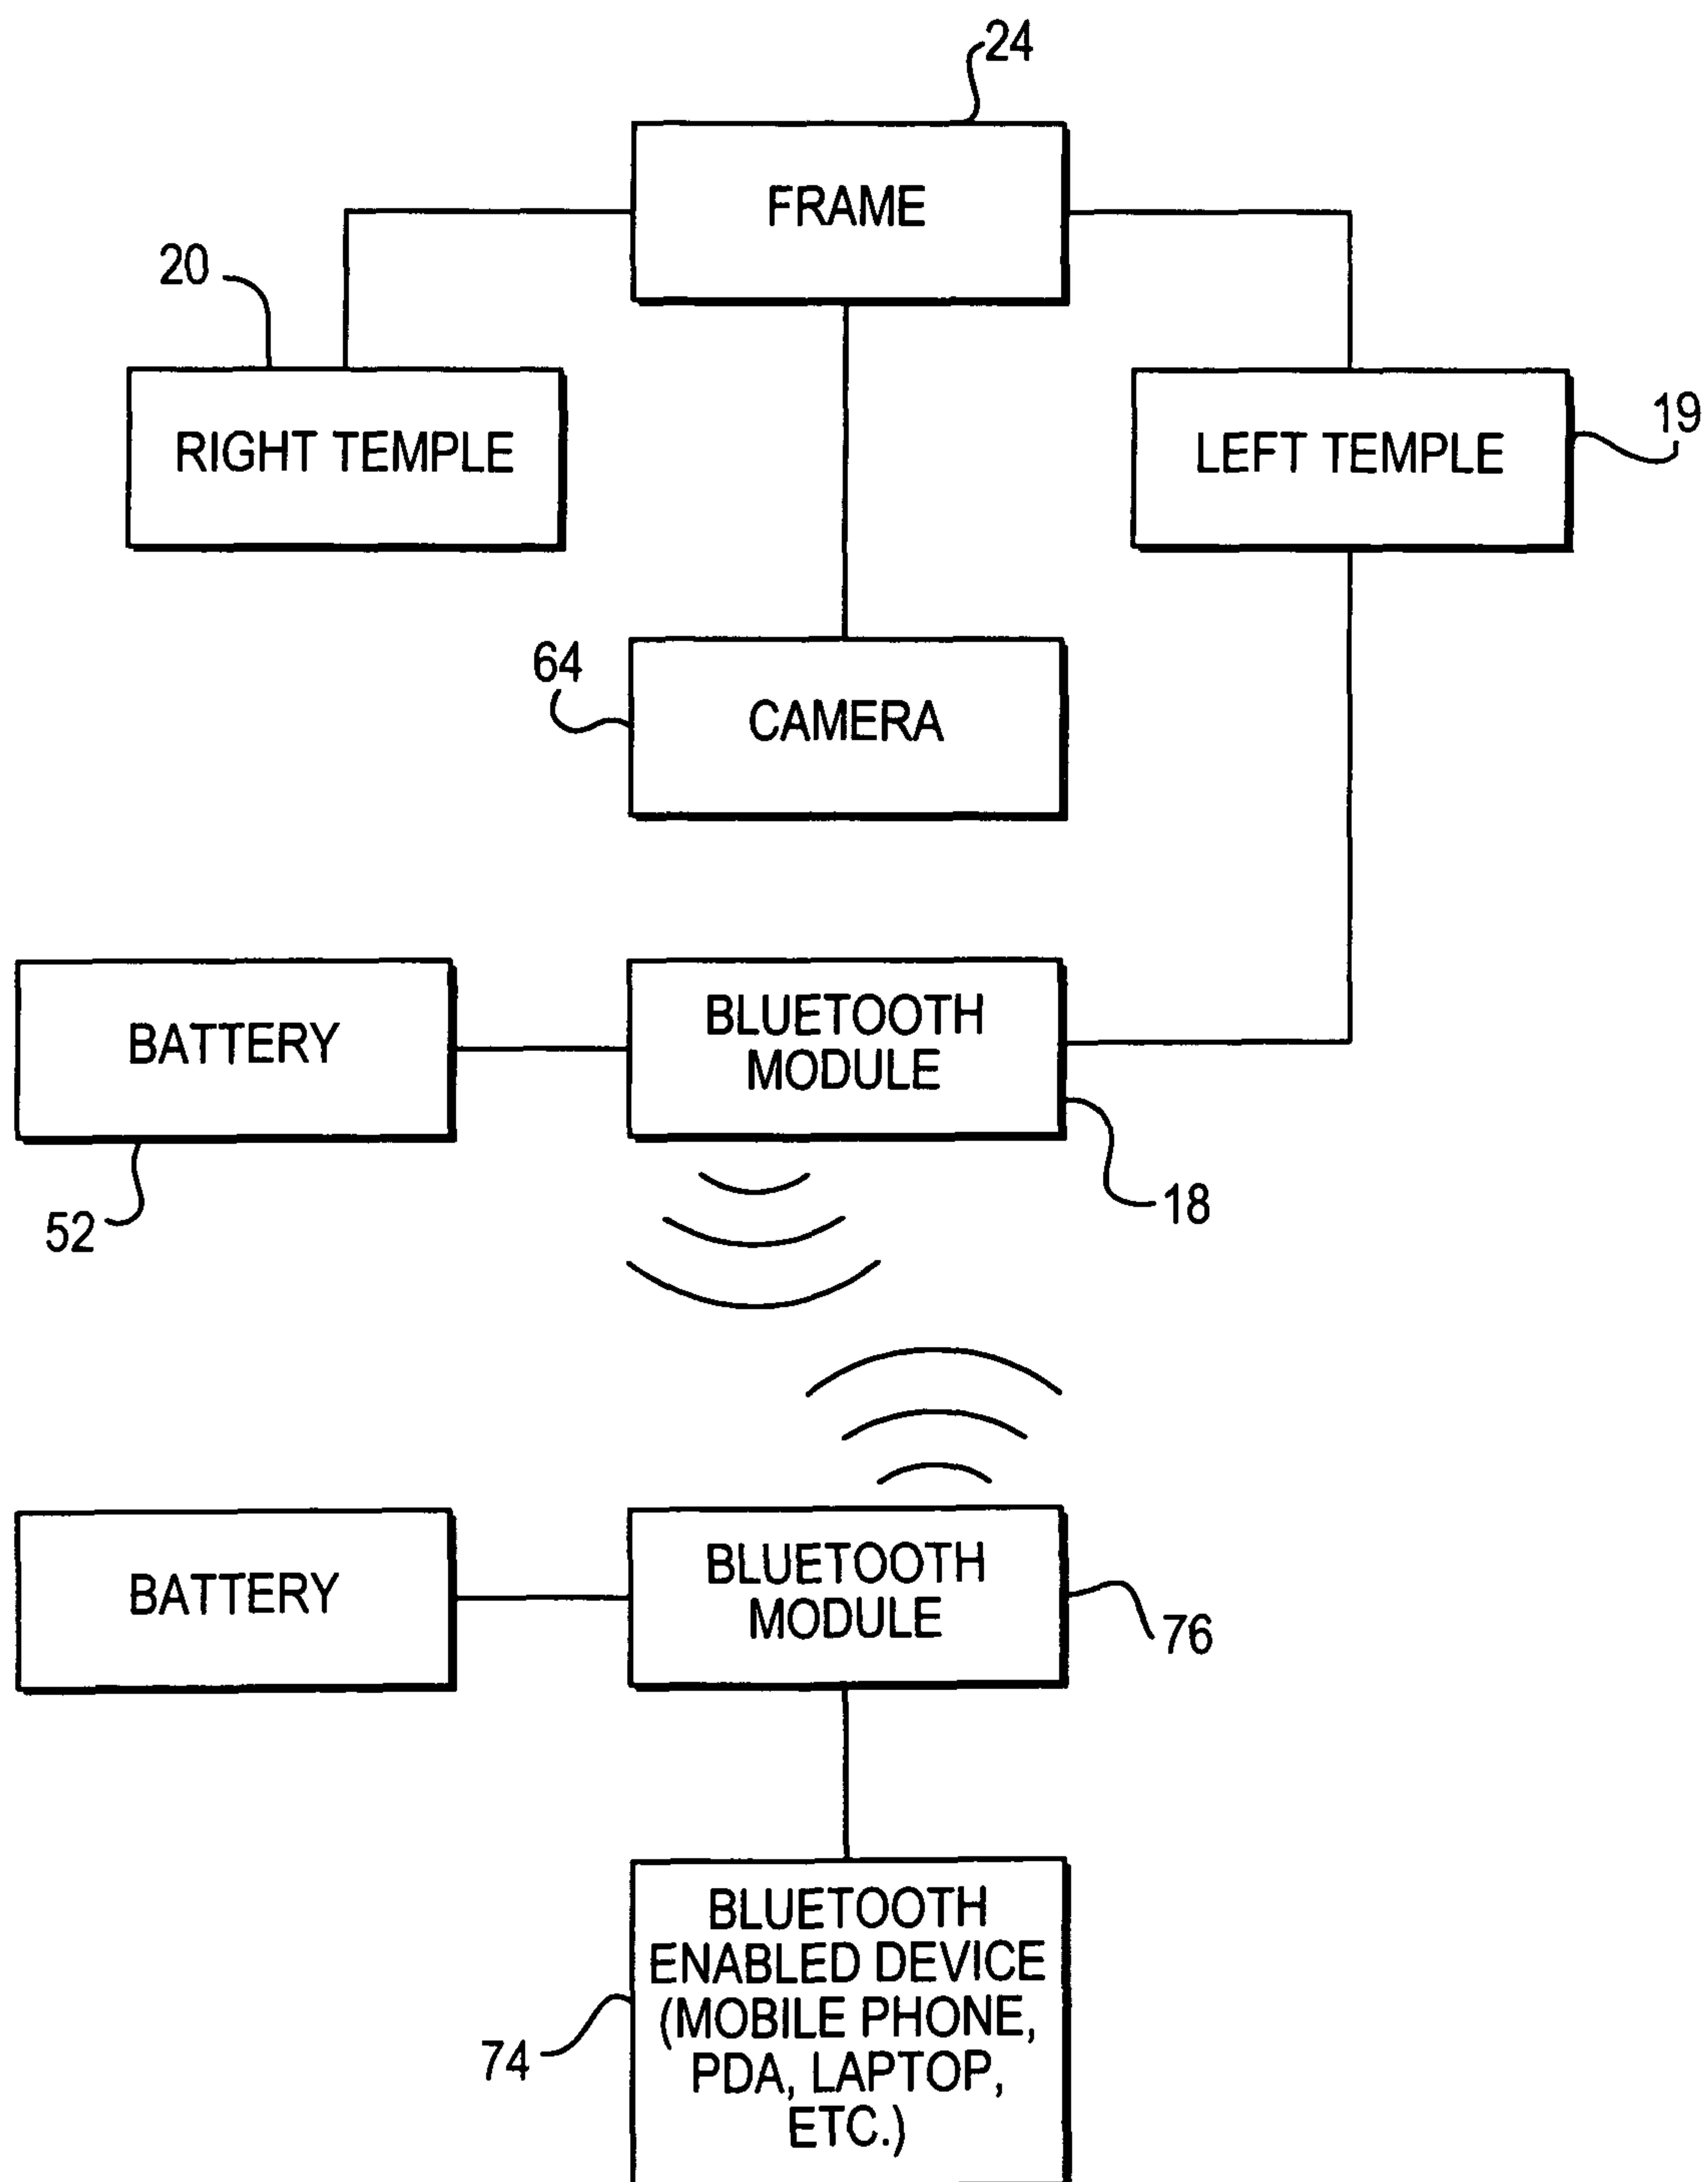 24
FRAME
20
RIGHT TEMPLE
LEFT TEMPLE
19
64
CAMERA
BATTERY
BLUETOOTH
MODULE
52
18
BATTERY
BLUETOOTH
MODULE
76
BLUETOOTH
ENABLED DEVICE
(MOBILE PHONE,
PDA, LAPTOP,
ETC.)
74